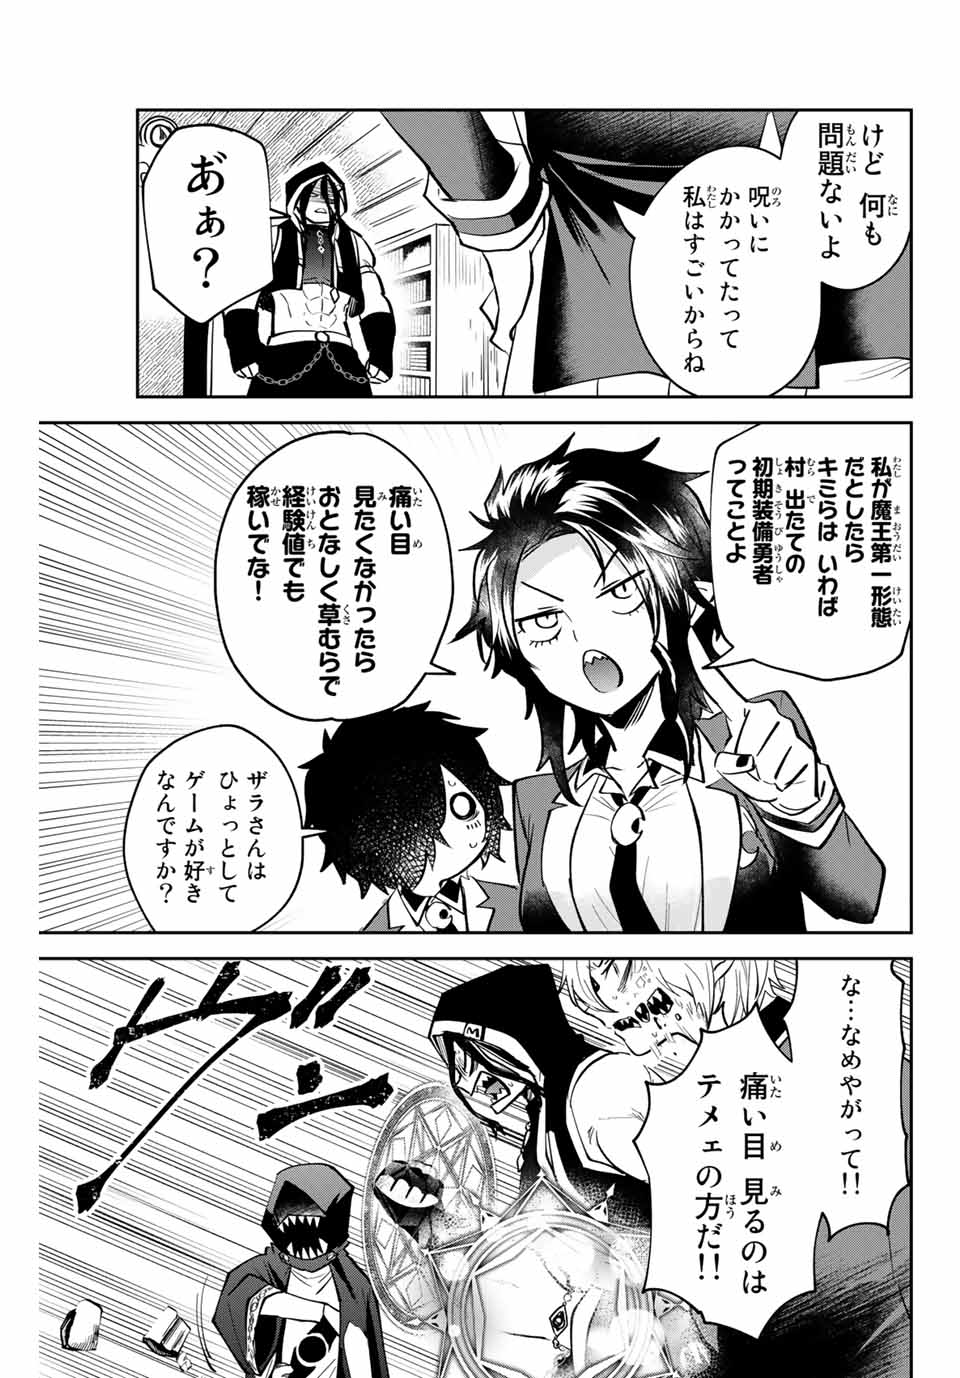 けど 何も
問題ないよ
呪いに
かかってたって
私はすごいからね
あ゛ぁ?
私が魔王第一形態
だとしたら
キミらは いわば
村 出たての
初期装備勇者
ってことよ
痛い目
見たくなかったら
おとなしく草むらで
経験値でも
稼いでな!
ザラさんは
ひょっとして
ゲームが好き
なんですか?
な…なめやがって!!
痛い目 見るのは
テメェの方だ!!
ヴン
M